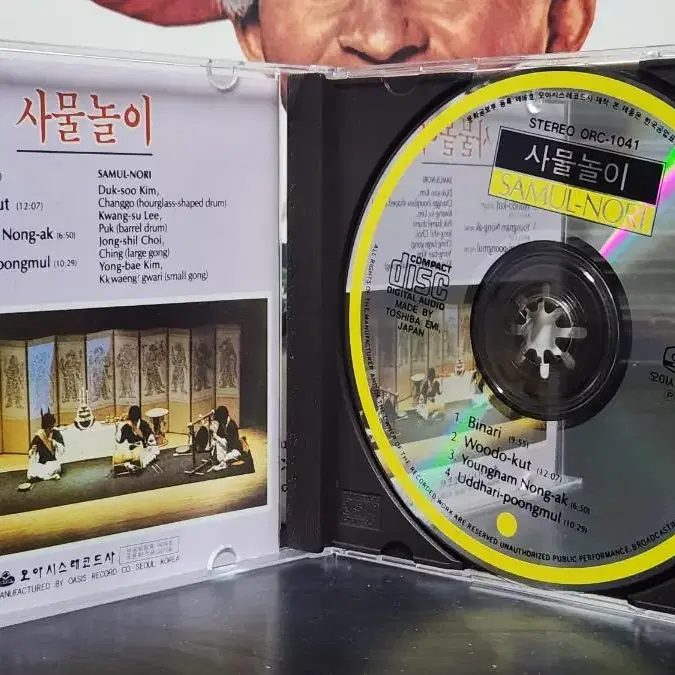 사물놀이
SAMUL-NORI
Duk-soo Kim,
Changgo (hourglass-shaped drum)
Kwang-su Lee,
Puk (barrel drum)
Jong-shil Choi,
Ching (large gong)
Yong-bae Kim,
Kkwaeng' gwari (small gong)
(12:07)
Nong-ak (6:50)
oongmul (10:29)
오아시스레코드사
MANUFACTURED BY OASIS RECORD CO. SEOUL KOREA
STEREO ORC-1041
사물놀이
SAMUL-NORI
COMPACT
disc
DIGITAL AUDIO
MADE BY
TOSHIBA EMI,
JAPAN
1. Binari (9:55)
2. Woodo-kut (12:07)
3. Youngnam Nong-ak (6:50)
4. Uddhari-poongmul (10:29)
ALL RIGHTS OF THE MANUFACTURER AND OF THE OWNER OF THE RECORDED WORK ARE RESERVED UNAUTHORIZED PUBLIC PERFORMANCE, BROADCASTI